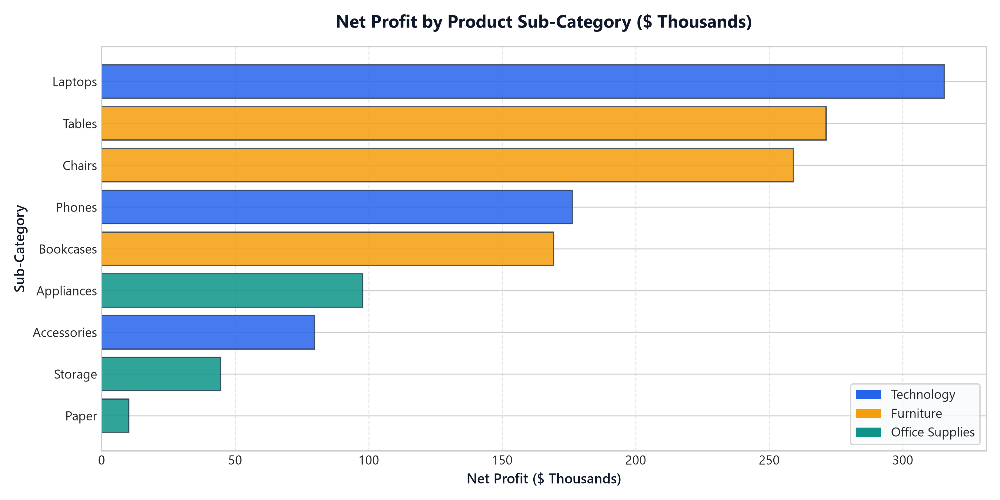 Net Profit by Product Sub-Category ($ Thousands)
Sub-Category
Laptops
Tables
Chairs
Phones
Bookcases
Appliances
Accessories
Storage
Paper
Technology
Furniture
Office Supplies
0 50 100 150 200 250 300
Net Profit ($ Thousands)